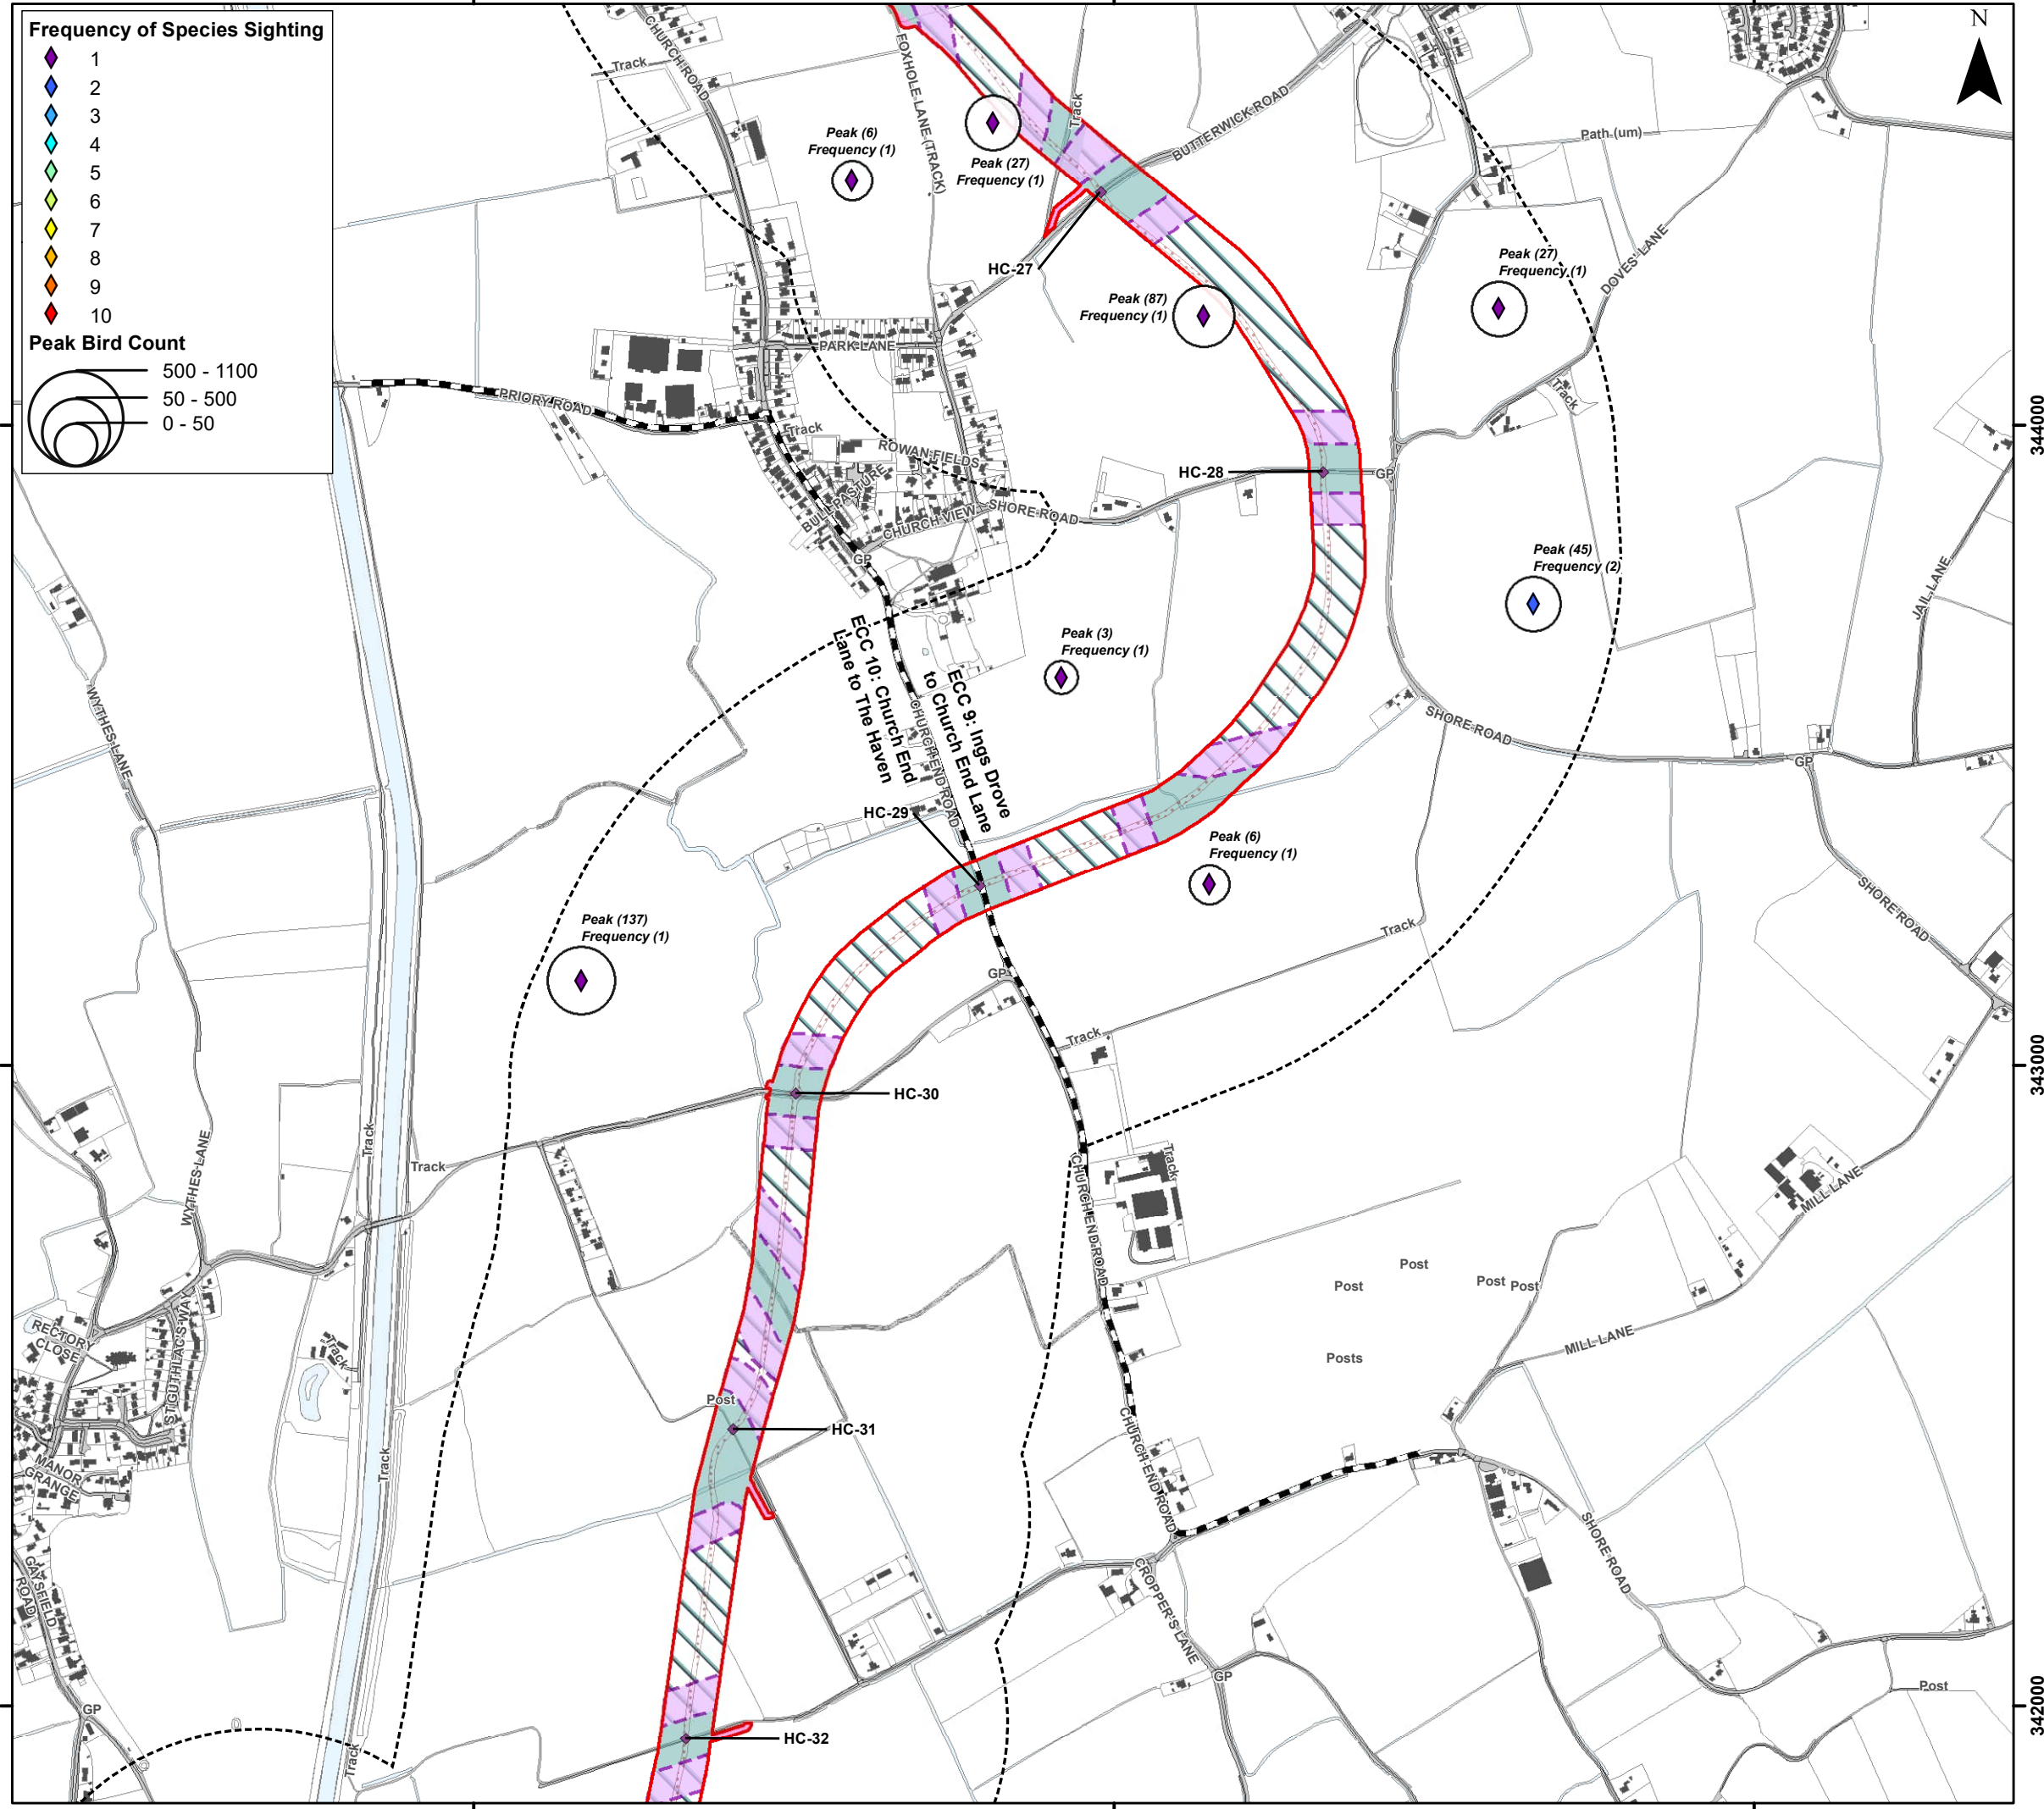 Frequency of Species Sighting
1
2
3
4
5
6
7
8
9
10
Peak Bird Count
500 - 1100
50 - 500
0 - 50
N
CHURCH ROAD
Track
FOXHOLE LANE (TRACK)
Track
BUTTERWICK ROAD
Path (um)
Peak (6)
Frequency (1)
Peak (27)
Frequency (1)
HC-27
Peak (87)
Frequency (1)
Peak (27)
Frequency (1)
DOVES' LANE
Track
PARK LANE
PRIORY ROAD
Track
ROWAN FIELDS
BULL PASTURE
CHURCH VIEW
SHORE ROAD
GP
HC-28
GP
344000
Peak (45)
Frequency (2)
JAIL LANE
Peak (3)
Frequency (1)
ECC 10: Church End
Lane to The Haven
ECC 9: Ings Drove
to Church End Lane
CHURCH END ROAD
WYTHES LANE
SHORE ROAD
GP
HC-29
Peak (6)
Frequency (1)
SHORE ROAD
Track
Peak (137)
Frequency (1)
GP
Track
343000
HC-30
Track
Track
WYTHES LANE
CHURCH END ROAD
Track
MILL LANE
Post
Post
Post
Post
MILL LANE
Posts
RECTORY
CLOSE
ST GUTHLAC'S WAY
Track
Post
HC-31
MANOR
GRANGE
Track
CHURCH END ROAD
SHORE ROAD
GAYSFIELD
ROAD
CROPPER'S LANE
GP
Post
GP
342000
HC-32
Track